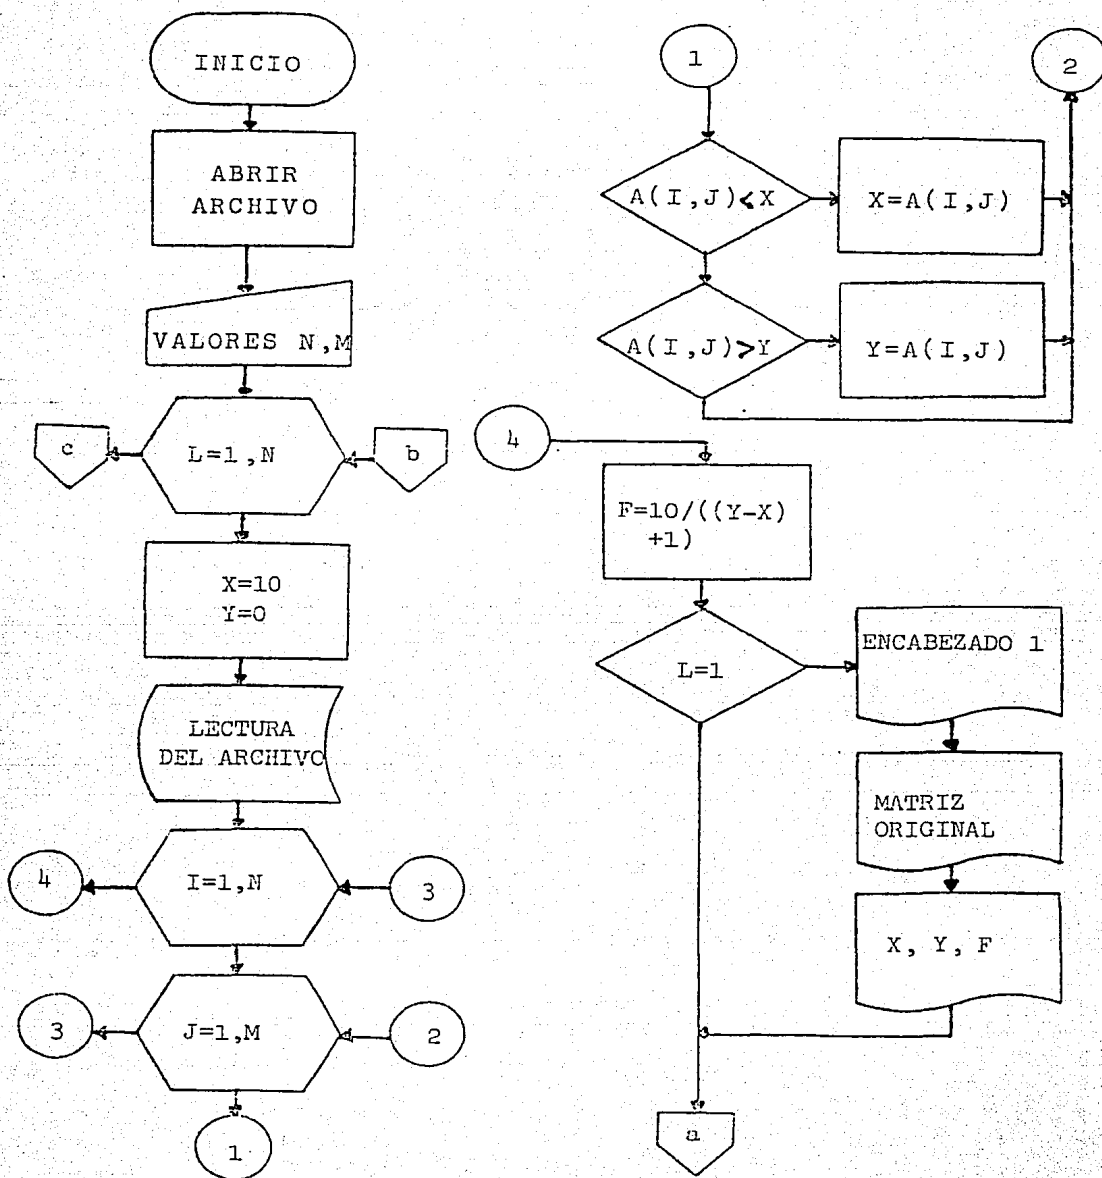 INICIO
ABRIR
ARCHIVO
VALORES N,M
c
L=1,N
b
X=10
Y=0
LECTURA
DEL ARCHIVO
4
I=1,N
3
3
J=1,M
2
1
1
2
A(I,J)<X
X=A(I,J)
A(I,J)>Y
Y=A(I,J)
4
F=10/((Y-X)
+1)
L=1
ENCABEZADO 1
MATRIZ
ORIGINAL
X, Y, F
a